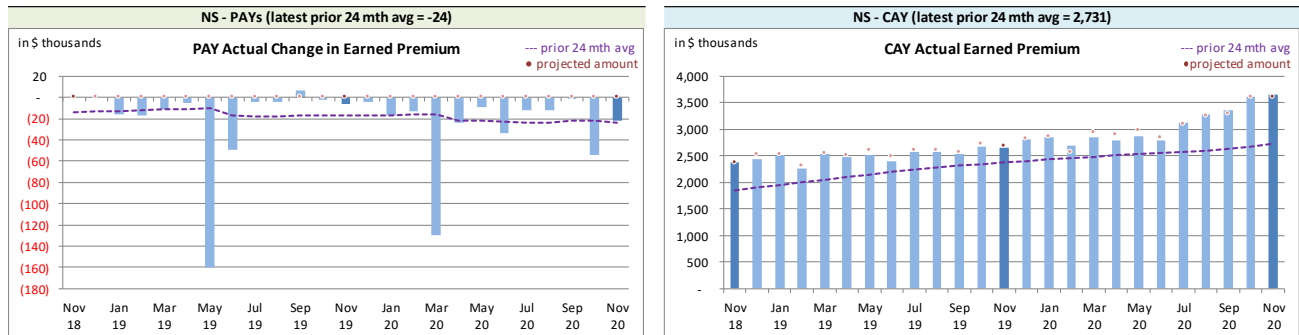 NS - PAYs (latest prior 24 mth avg = -24)
in $ thousands
PAY Actual Change in Earned Premium
--- prior 24 mth avg
• projected amount
20
-
(20)
(40)
(60)
(80)
(100)
(120)
(140)
(160)
(180)
Nov 18
Jan 19
Mar 19
May 19
Jul 19
Sep 19
Nov 19
Jan 20
Mar 20
May 20
Jul 20
Sep 20
Nov 20
NS - CAY (latest prior 24 mth avg = 2,731)
in $ thousands
CAY Actual Earned Premium
--- prior 24 mth avg
• projected amount
4,000
3,500
3,000
2,500
2,000
1,500
1,000
500
-
Nov 18
Jan 19
Mar 19
May 19
Jul 19
Sep 19
Nov 19
Jan 20
Mar 20
May 20
Jul 20
Sep 20
Nov 20